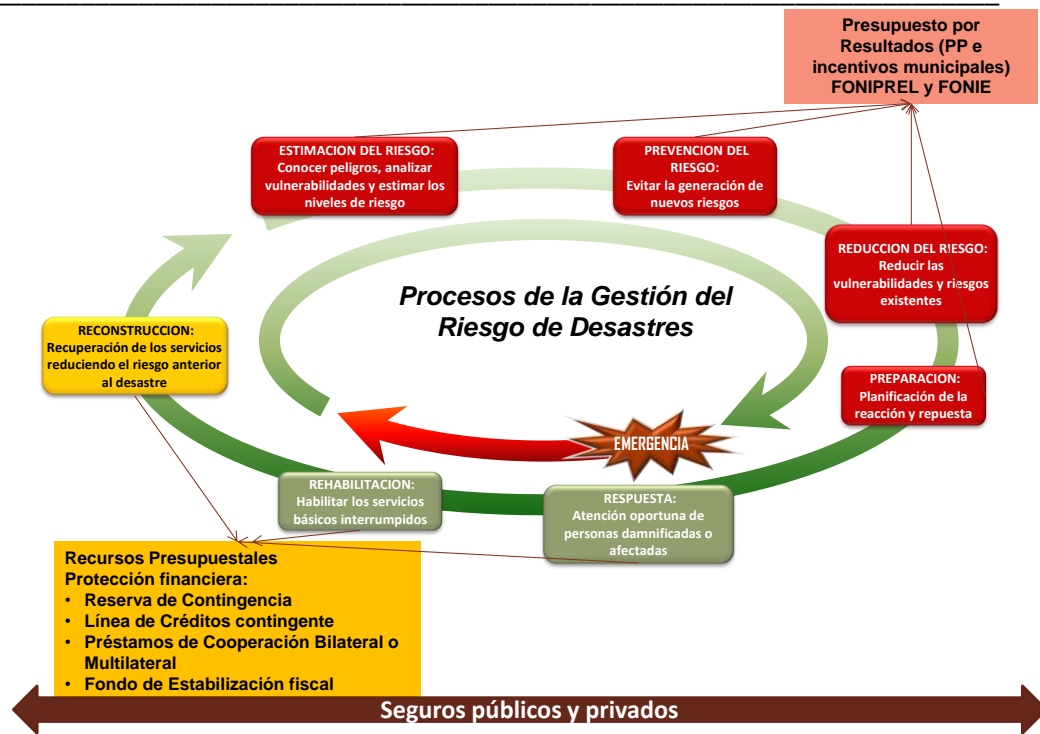 Presupuesto por
Resultados (PP e
incentivos municipales)
FONIPREL y FONIE
ESTIMACION DEL RIESGO:
Conocer peligros, analizar
vulnerabilidades y estimar los
niveles de riesgo
PREVENCION DEL
RIESGO:
Evitar la generación de
nuevos riesgos
REDUCCION DEL RIESGO:
Reducir las
vulnerabilidades y riesgos
existentes
Procesos de la Gestión del
Riesgo de Desastres
RECONSTRUCCION:
Recuperación de los servicios
reduciendo el riesgo anterior
al desastre
PREPARACION:
Planificación de la
reacción y repuesta
EMERGENCIA
REHABILITACION:
Habilitar los servicios
básicos interrumpidos
RESPUESTA:
Atención oportuna de
personas damnificadas o
afectadas
Recursos Presupuestales
Protección financiera:
• Reserva de Contingencia
• Línea de Créditos contingente
• Préstamos de Cooperación Bilateral o
Multilateral
• Fondo de Estabilización fiscal
Seguros públicos y privados